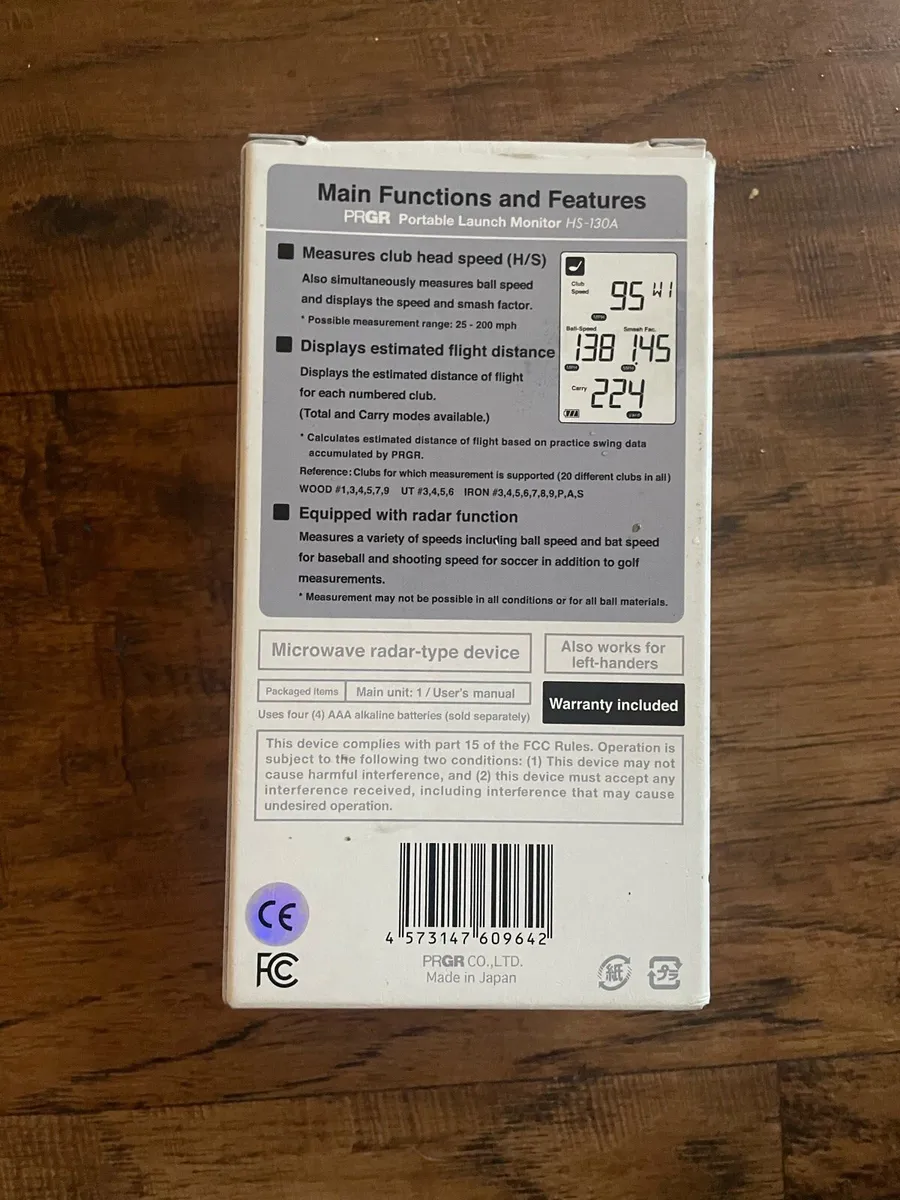 Main Functions and Features
PRGR Portable Launch Monitor HS-130A
Measures club head speed (H/S)
Also simultaneously measures ball speed
and displays the speed and smash factor.
* Possible measurement range: 25 - 200 mph
Club
Speed
95 W1
MPH
Ball-Speed Smash Fac.
138 1.45
MPH
Carry
224
Displays estimated flight distance
Displays the estimated distance of flight
for each numbered club.
(Total and Carry modes available.)
* Calculates estimated distance of flight based on practice swing data
accumulated by PRGR.
Reference: Clubs for which measurement is supported (20 different clubs in all)
WOOD #1,3,4,5,7,9 UT #3,4,5,6 IRON #3,4,5,6,7,8,9,P,A,S
Equipped with radar function
Measures a variety of speeds including ball speed and bat speed
for baseball and shooting speed for soccer in addition to golf
measurements.
* Measurement may not be possible in all conditions or for all ball materials.
Microwave radar-type device
Also works for
left-handers
Packaged items Main unit: 1 / User's manual
Uses four (4) AAA alkaline batteries (sold separately)
Warranty included
This device complies with part 15 of the FCC Rules. Operation is
subject to the following two conditions: (1) This device may not
cause harmful interference, and (2) this device must accept any
interference received, including interference that may cause
undesired operation.
CE
FC
4 573147 609642
PRGR CO.,LTD.
Made in Japan
紙
プラ